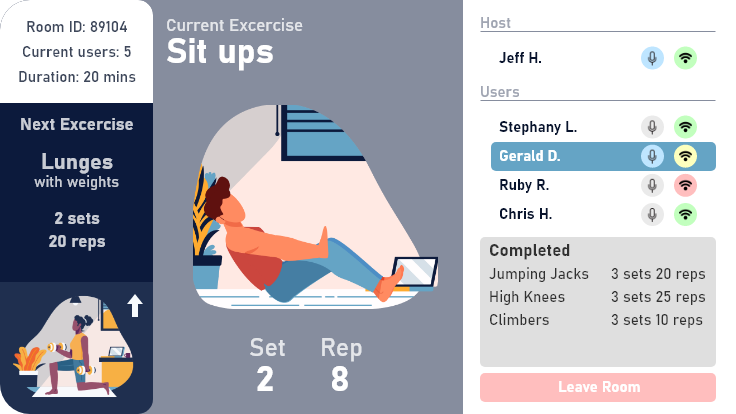 Room ID: 89104
Current users: 5
Duration: 20 mins
Next Excercise
Lunges
with weights
2 sets
20 reps
Current Excercise
Sit ups
Set Rep
2 8
Host
Jeff H.
Users
Stephany L.
Gerald D.
Ruby R.
Chris H.
Completed
Jumping Jacks 3 sets 20 reps
High Knees 3 sets 25 reps
Climbers 3 sets 10 reps
Leave Room